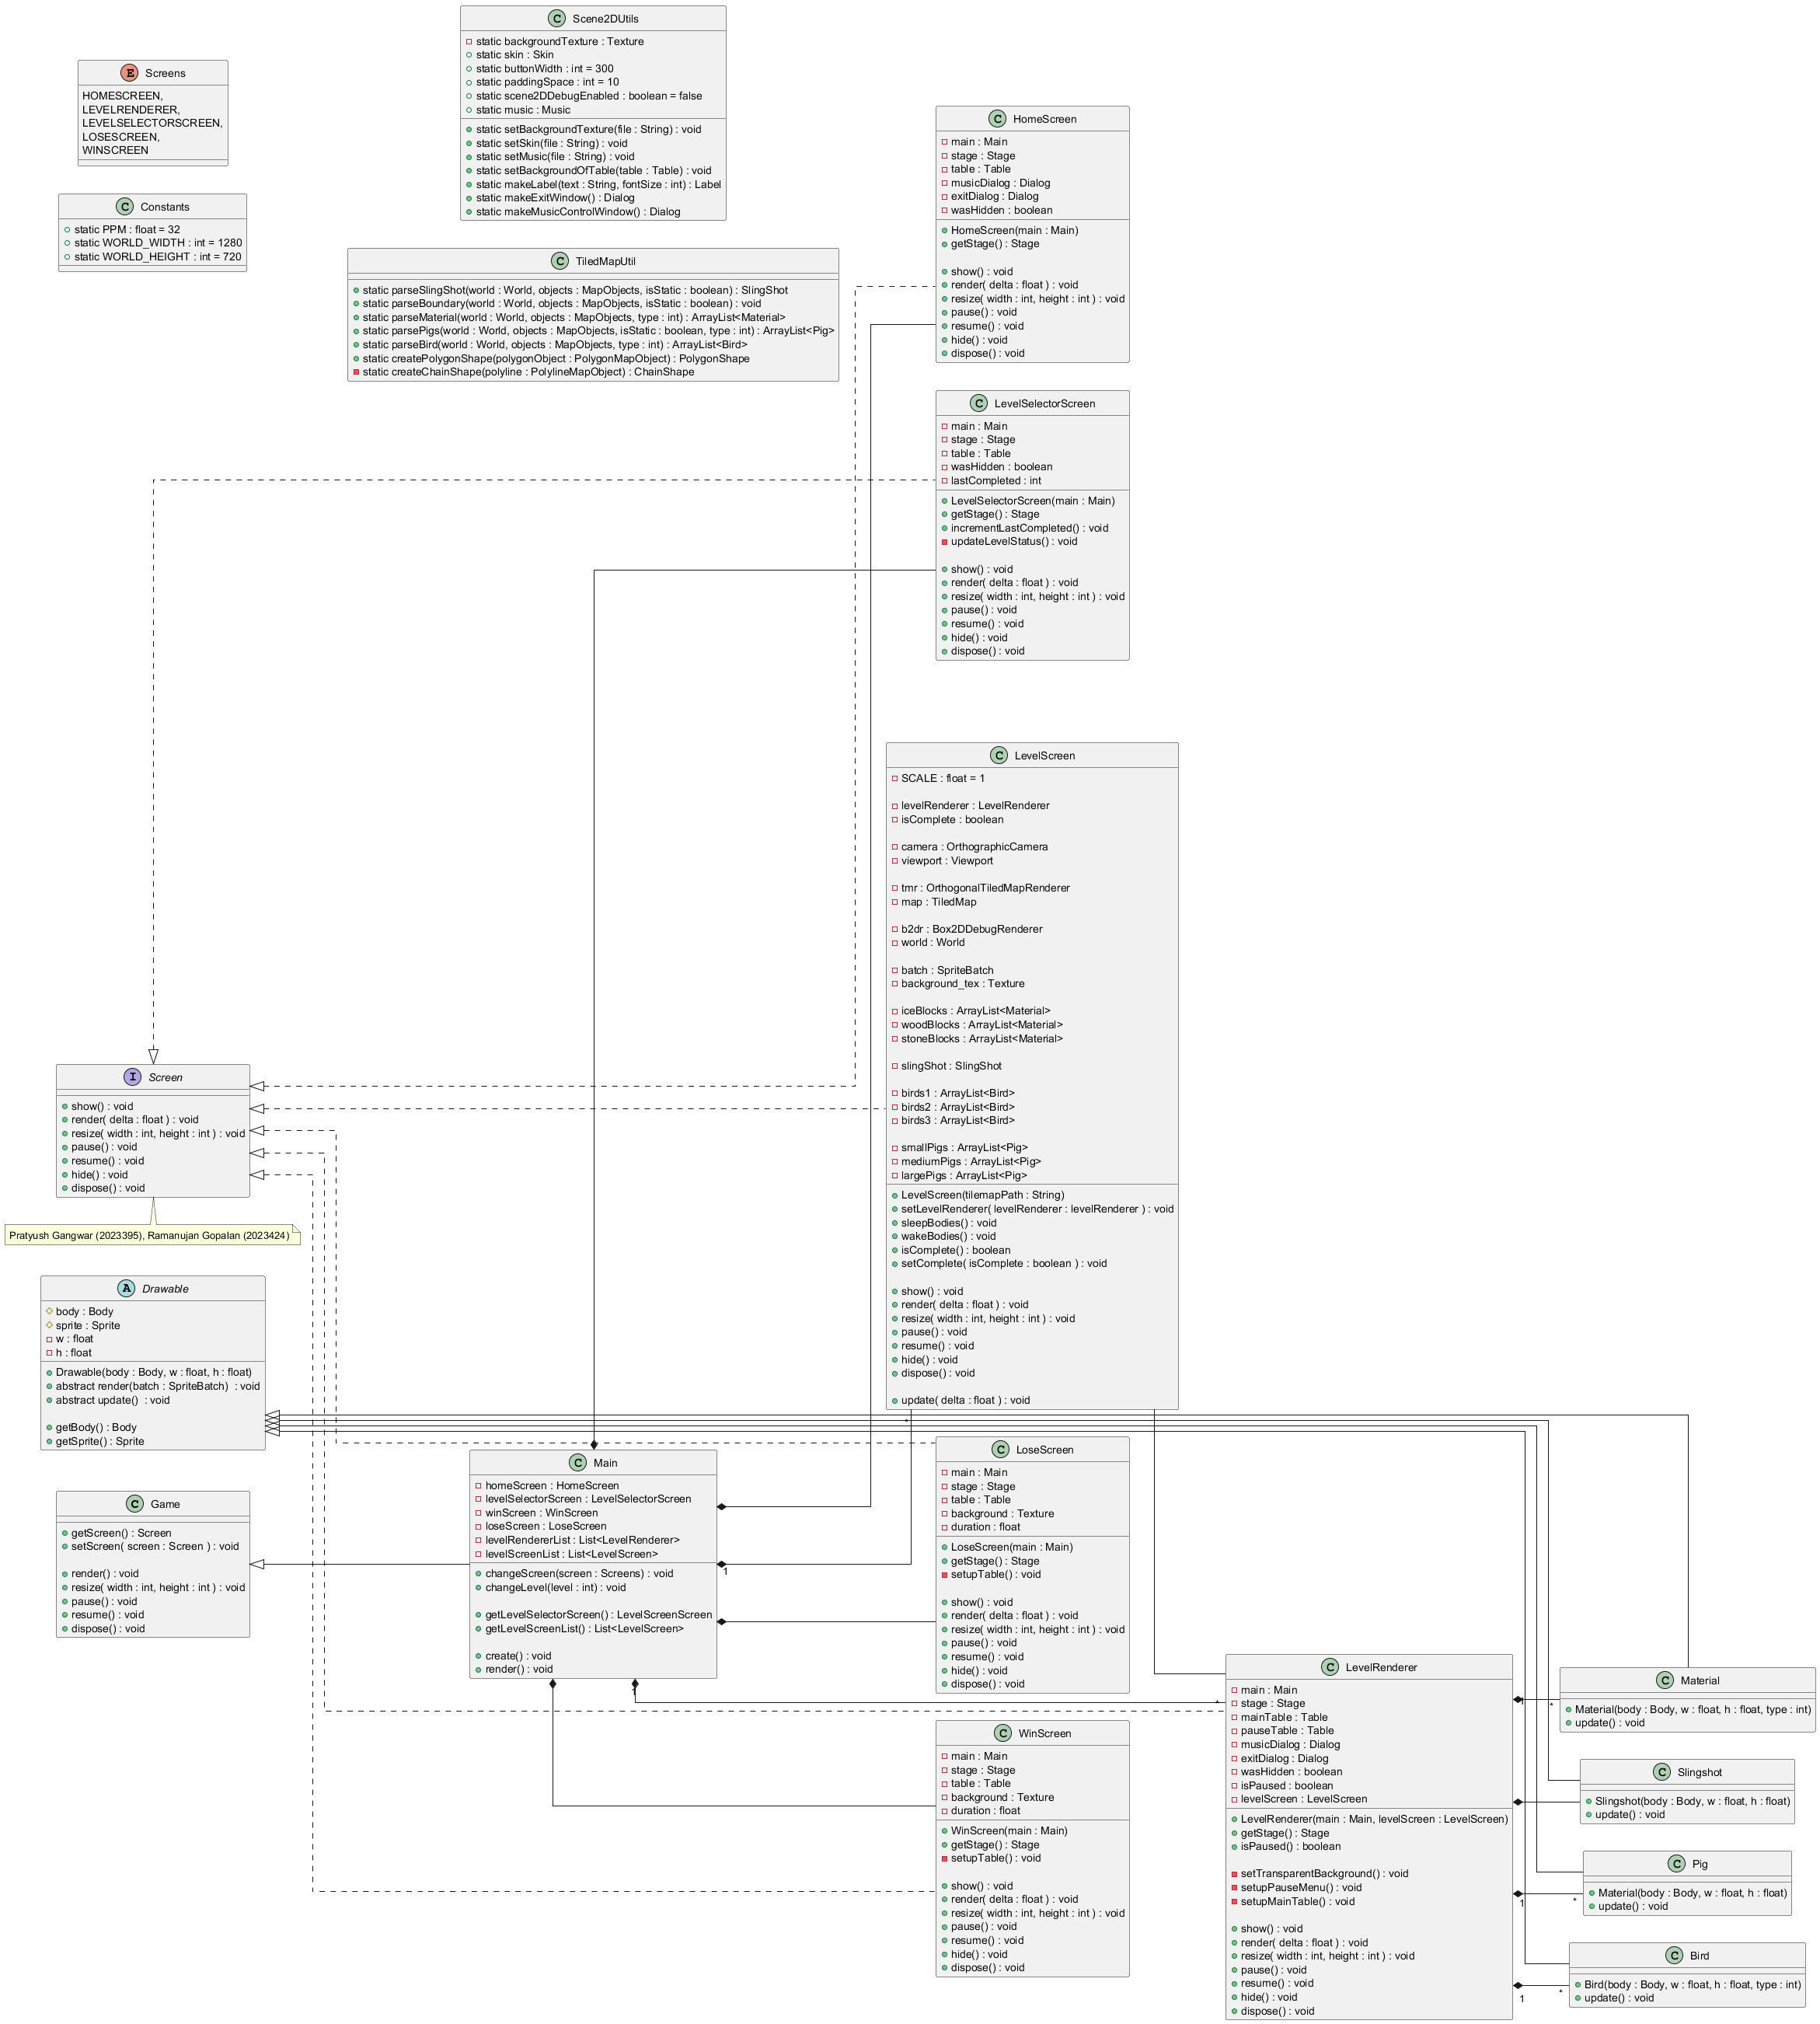 Screens
HOMESCREEN,
LEVELRENDERER,
LEVELSELECTORSCREEN,
LOSESCREEN,
WINSCREEN
Constants
static PPM : float = 32
static WORLD_WIDTH : int = 1280
static WORLD_HEIGHT : int = 720
Scene2DUtils
static backgroundTexture : Texture
static skin : Skin
static buttonWidth : int = 300
static paddingSpace : int = 10
static scene2DDebugEnabled : boolean = false
static music : Music
static setBackgroundTexture(file : String) : void
static setSkin(file : String) : void
static setMusic(file : String) : void
static setBackgroundOfTable(table : Table) : void
static makeLabel(text : String, fontSize : int) : Label
static makeExitWindow() : Dialog
static makeMusicControlWindow() : Dialog
TiledMapUtil
static parseSlingShot(world : World, objects : MapObjects, isStatic : boolean) : SlingShot
static parseBoundary(world : World, objects : MapObjects, isStatic : boolean) : void
static parseMaterial(world : World, objects : MapObjects, type : int) : ArrayList<Material>
static parsePigs(world : World, objects : MapObjects, isStatic : boolean, type : int) : ArrayList<Pig>
static parseBird(world : World, objects : MapObjects, type : int) : ArrayList<Bird>
static createPolygonShape(polygonObject : PolygonMapObject) : PolygonShape
static createChainShape(polyline : PolylineMapObject) : ChainShape
HomeScreen
main : Main
stage : Stage
table : Table
musicDialog : Dialog
exitDialog : Dialog
wasHidden : boolean
HomeScreen(main : Main)
getStage() : Stage
show() : void
render( delta : float ) : void
resize( width : int, height : int ) : void
pause() : void
resume() : void
hide() : void
dispose() : void
LevelSelectorScreen
main : Main
stage : Stage
table : Table
wasHidden : boolean
lastCompleted : int
LevelSelectorScreen(main : Main)
getStage() : Stage
incrementLastCompleted() : void
updateLevelStatus() : void
show() : void
render( delta : float ) : void
resize( width : int, height : int ) : void
pause() : void
resume() : void
hide() : void
dispose() : void
LevelScreen
SCALE : float = 1
levelRenderer : LevelRenderer
isComplete : boolean
camera : OrthographicCamera
viewport : Viewport
tmr : OrthogonalTiledMapRenderer
map : TiledMap
b2dr : Box2DDebugRenderer
world : World
batch : SpriteBatch
background_tex : Texture
iceBlocks : ArrayList<Material>
woodBlocks : ArrayList<Material>
stoneBlocks : ArrayList<Material>
slingShot : SlingShot
birds1 : ArrayList<Bird>
birds2 : ArrayList<Bird>
birds3 : ArrayList<Bird>
smallPigs : ArrayList<Pig>
mediumPigs : ArrayList<Pig>
largePigs : ArrayList<Pig>
LevelScreen(tilemapPath : String)
setLevelRenderer( levelRenderer : levelRenderer ) : void
sleepBodies() : void
wakeBodies() : void
isComplete() : boolean
setComplete( isComplete : boolean ) : void
show() : void
render( delta : float ) : void
resize( width : int, height : int ) : void
pause() : void
resume() : void
hide() : void
dispose() : void
update( delta : float ) : void
Screen
show() : void
render( delta : float ) : void
resize( width : int, height : int ) : void
pause() : void
resume() : void
hide() : void
dispose() : void
Pratyush Gangwar (2023395), Ramanujan Gopalan (2023424)
Drawable
body : Body
sprite : Sprite
w : float
h : float
Drawable(body : Body, w : float, h : float)
abstract render(batch : SpriteBatch) : void
abstract update() : void
getBody() : Body
getSprite() : Sprite
Game
getScreen() : Screen
setScreen( screen : Screen ) : void
render() : void
resize( width : int, height : int ) : void
pause() : void
resume() : void
dispose() : void
Main
homeScreen : HomeScreen
levelSelectorScreen : LevelSelectorScreen
winScreen : WinScreen
loseScreen : LoseScreen
levelRendererList : List<LevelRenderer>
levelScreenList : List<LevelScreen>
changeScreen(screen : Screens) : void
changeLevel(level : int) : void
getLevelSelectorScreen() : LevelScreenScreen
getLevelScreenList() : List<LevelScreen>
create() : void
render() : void
1
*
1
*
LoseScreen
main : Main
stage : Stage
table : Table
background : Texture
duration : float
LoseScreen(main : Main)
getStage() : Stage
setupTable() : void
show() : void
render( delta : float ) : void
resize( width : int, height : int ) : void
pause() : void
resume() : void
hide() : void
dispose() : void
WinScreen
main : Main
stage : Stage
table : Table
background : Texture
duration : float
WinScreen(main : Main)
getStage() : Stage
setupTable() : void
show() : void
render( delta : float ) : void
resize( width : int, height : int ) : void
pause() : void
resume() : void
hide() : void
dispose() : void
LevelRenderer
main : Main
stage : Stage
mainTable : Table
pauseTable : Table
musicDialog : Dialog
exitDialog : Dialog
wasHidden : boolean
isPaused : boolean
levelScreen : LevelScreen
LevelRenderer(main : Main, levelScreen : LevelScreen)
getStage() : Stage
isPaused() : boolean
setTransparentBackground() : void
setupPauseMenu() : void
setupMainTable() : void
show() : void
render( delta : float ) : void
resize( width : int, height : int ) : void
pause() : void
resume() : void
hide() : void
dispose() : void
1
*
1
*
1
*
Material
Material(body : Body, w : float, h : float, type : int)
update() : void
Slingshot
Slingshot(body : Body, w : float, h : float)
update() : void
Pig
Material(body : Body, w : float, h : float)
update() : void
Bird
Bird(body : Body, w : float, h : float, type : int)
update() : void